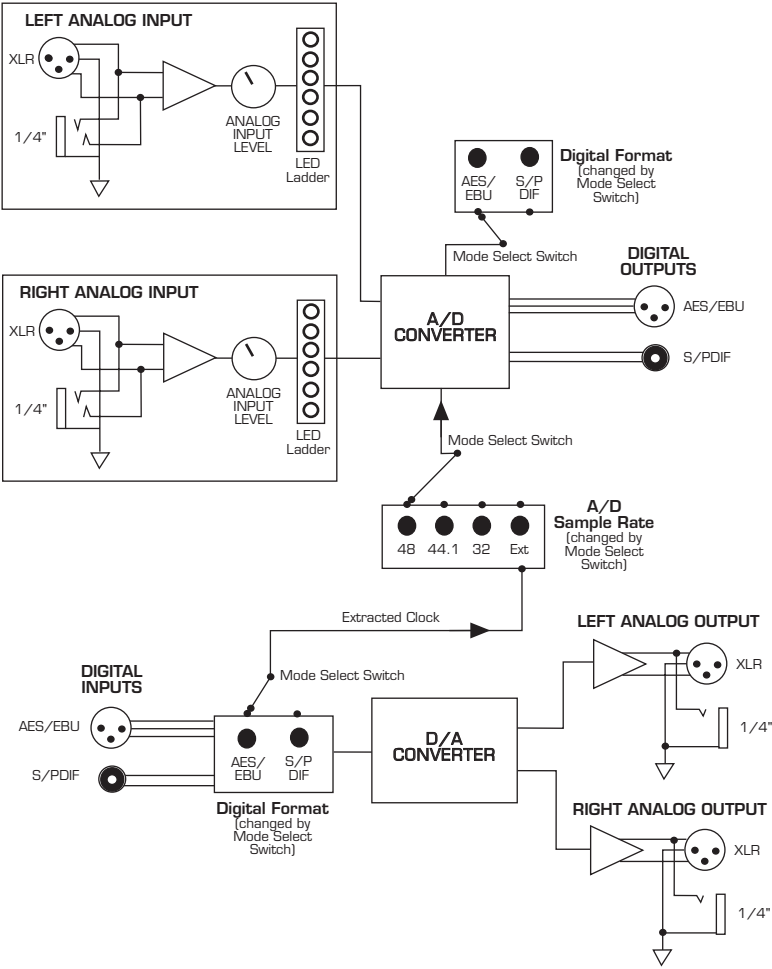 LEFT ANALOG INPUT
XLR
1/4"
ANALOG
INPUT
LEVEL
LED
Ladder
AES/
EBU
S/P
DIF
Digital Format
(changed by
Mode Select
Switch)
Mode Select Switch
RIGHT ANALOG INPUT
XLR
1/4"
ANALOG
INPUT
LEVEL
LED
Ladder
A/D
CONVERTER
DIGITAL
OUTPUTS
AES/EBU
S/PDIF
Mode Select Switch
48
44.1
32
Ext
A/D
Sample Rate
(changed by
Mode Select
Switch)
Extracted Clock
Mode Select Switch
DIGITAL
INPUTS
AES/EBU
S/PDIF
AES/
EBU
S/P
DIF
Digital Format
(changed by
Mode Select
Switch)
D/A
CONVERTER
LEFT ANALOG OUTPUT
XLR
1/4"
RIGHT ANALOG OUTPUT
XLR
1/4"